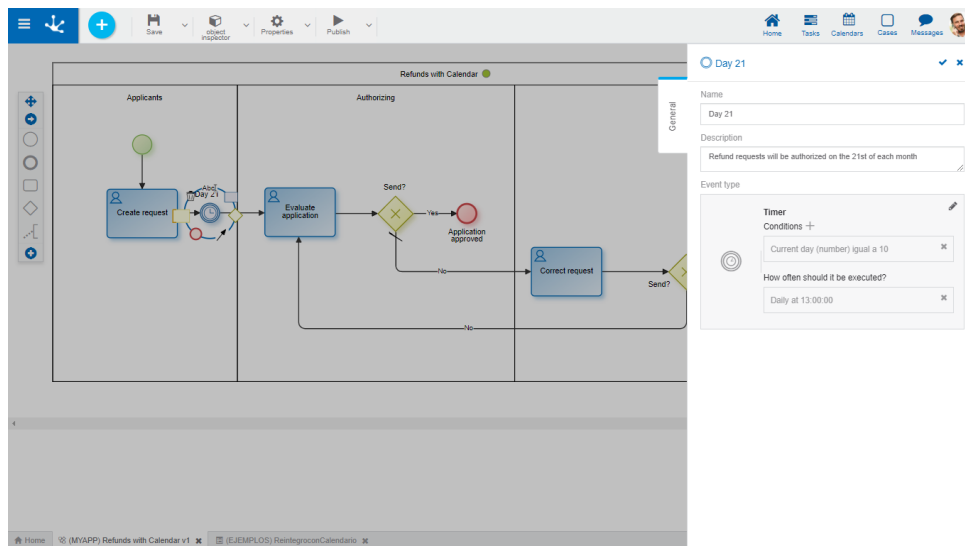 Save
object
inspector
Properties
Publish
Home
Tasks
Calendars
Cases
Messages
Refunds with Calendar
Applicants
Authorizing
Create request
Abc
Day 21
Evaluate
application
Send?
Yes
Application
approved
No
Correct request
Send?
No
General
Day 21
Name
Day 21
Description
Refund requests will be authorized on the 21st of each month
Event type
Timer
Conditions
Current day (number) igual a 10
How often should it be executed?
Daily at 13:00:00
Home
(MYAPP) Refunds with Calendar v1
(EJEMPLOS) ReintegroconCalendario